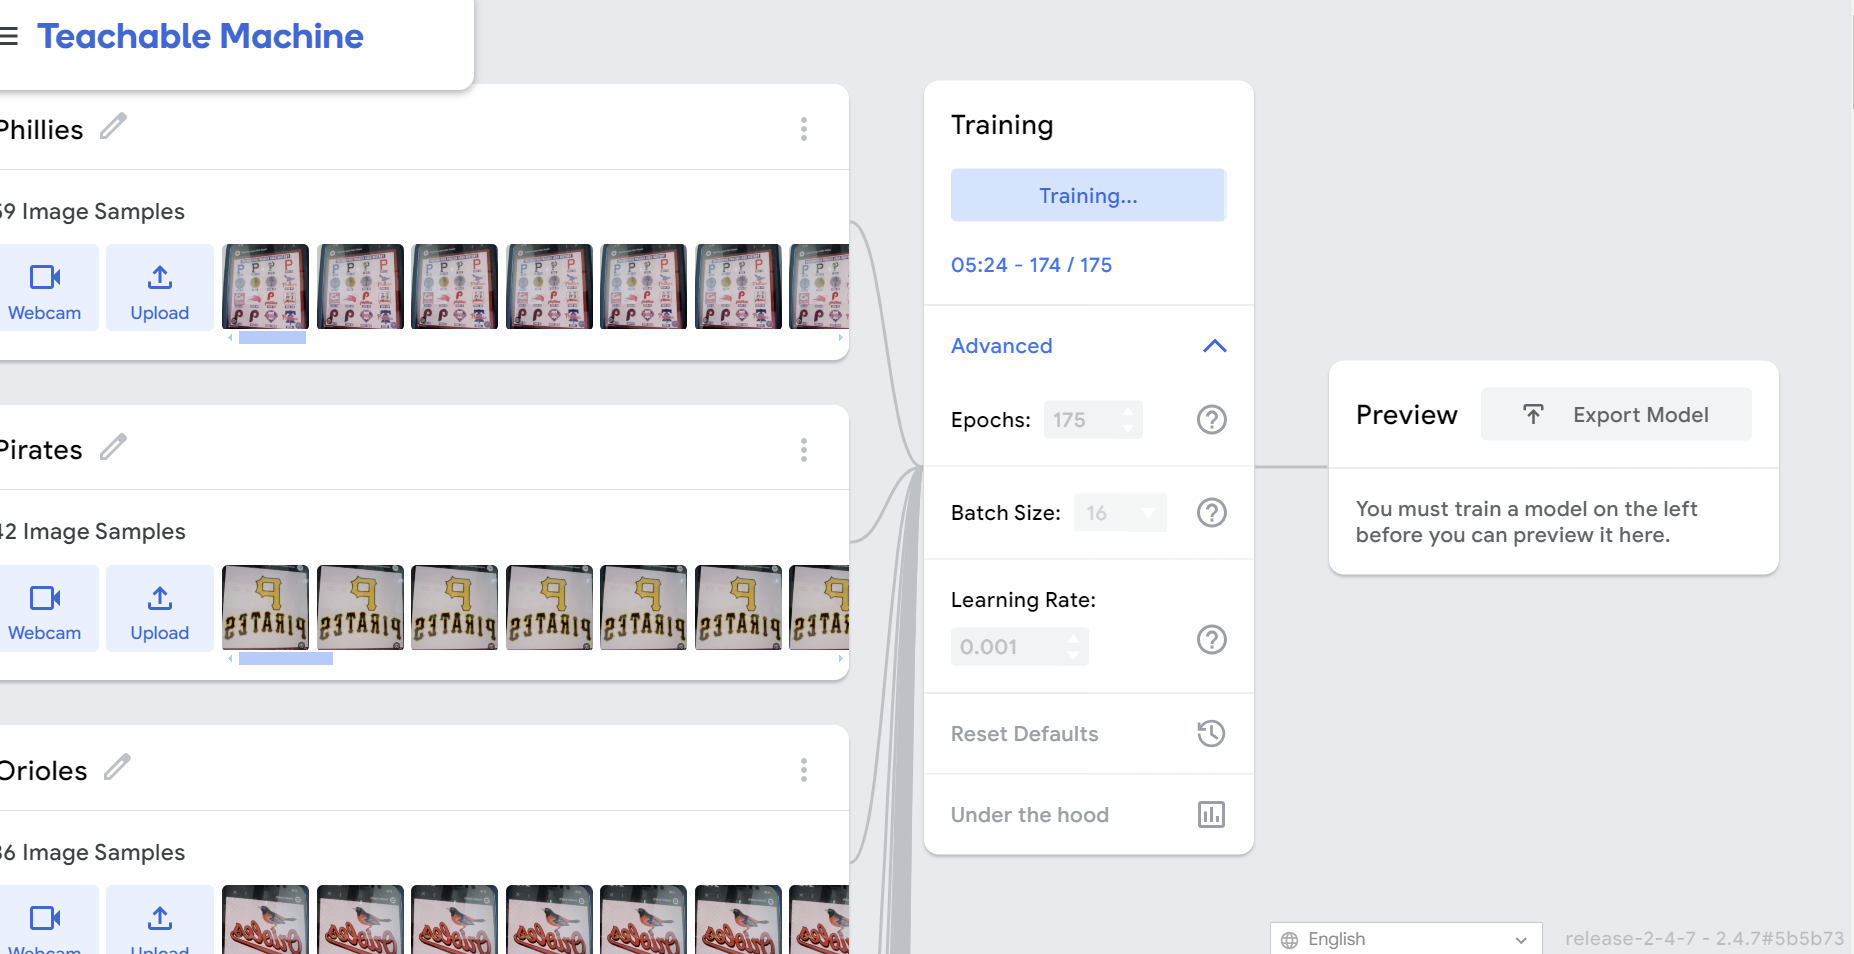 Teachable Machine
Phillies
59 Image Samples
Webcam
Upload
Pirates
42 Image Samples
Webcam
Upload
PIRATES
Orioles
36 Image Samples
Webcam
Upload
Orioles
Training
Training...
05:24 - 174 / 175
Advanced
Epochs:
175
Batch Size:
16
Learning Rate:
0.001
Reset Defaults
Under the hood
Preview
Export Model
You must train a model on the left
before you can preview it here.
English
release-2-4-7 - 2.4.7#5b5b73